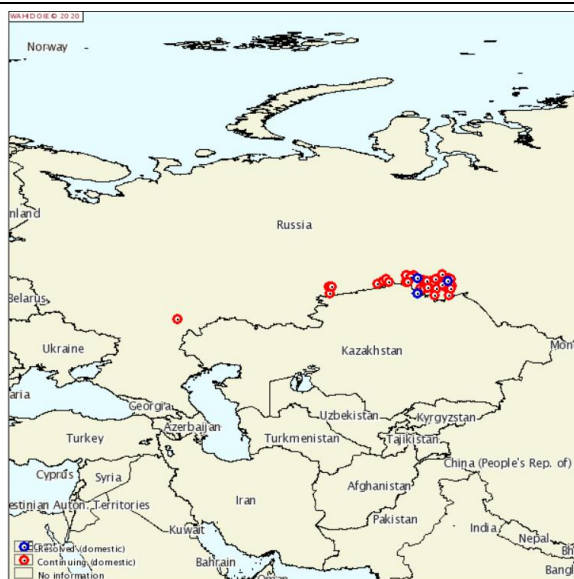 WAHID OIE © 2020
Norway
Russia
nland
Belarus
Ukraine
Kazakhstan
Mon
aria
Georgia
Uzbekistan
Kyrgyzstan
Azerbaijan
Turkey
Turkmenistan
Tajikistan
China (People's Rep. of)
Cyprus
Syria
Iran
Afghanistan
estinian Auton. Territories
Pakistan
Kuwait
India
Nepal
Resolved (domestic)
Bh
Continuing (domestic)
Bahrain
No information
Oman
Bangl